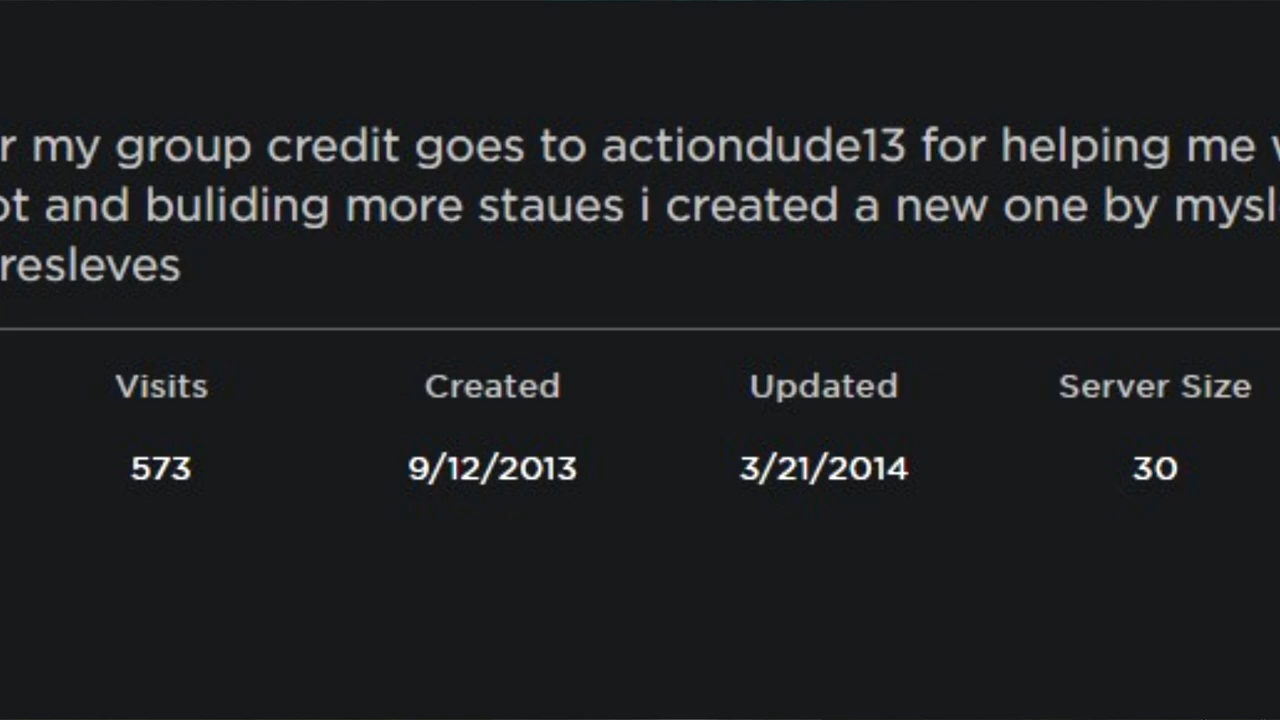 r my group credit goes to actiondude13 for helping me
ot and buliding more staues i created a new one by mysl
resleves
Visits Created Updated Server Size
573 9/12/2013 3/21/2014 30